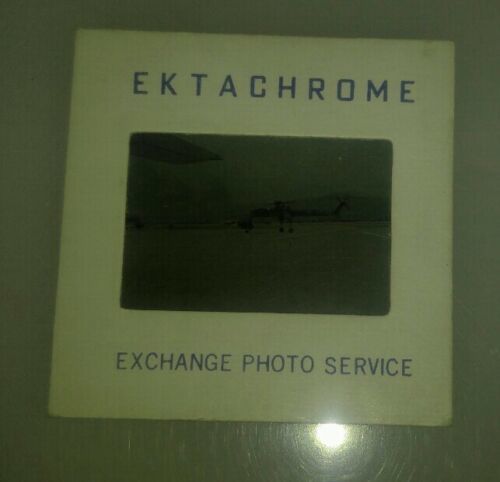 EKTACHROME
EXCHANGE PHOTO SERVICE